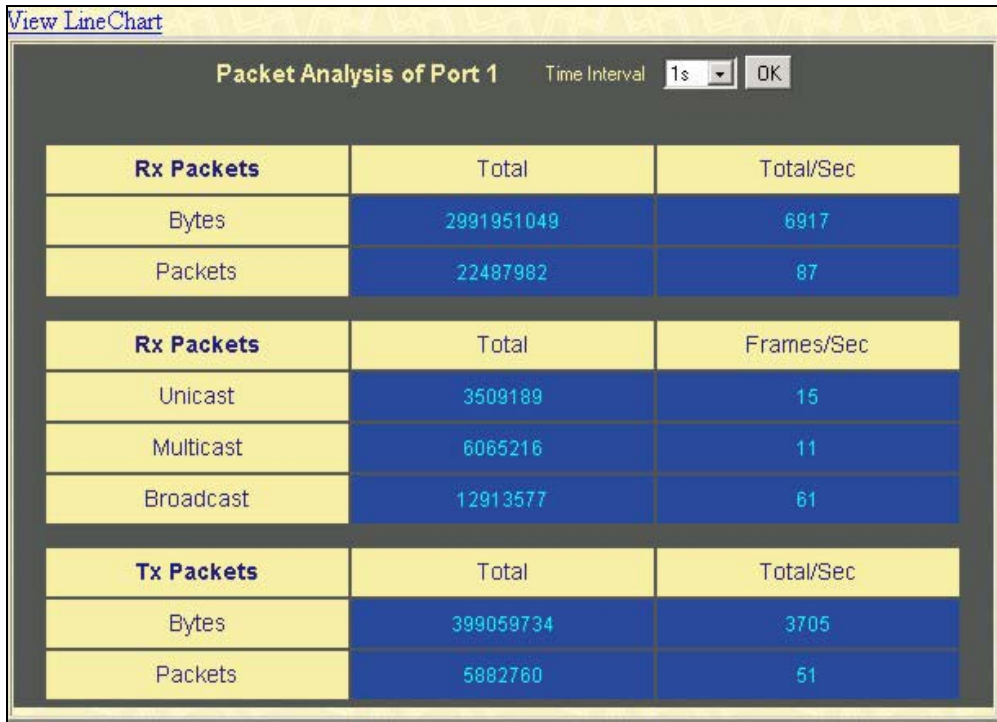 View LineChart
Packet Analysis of Port 1 Time Interval 1s OK
Rx Packets Total Total/Sec
Bytes 2991951049 6917
Packets 22487982 87
Rx Packets Total Frames/Sec
Unicast 3509189 15
Multicast 6065216 11
Broadcast 12913577 61
Tx Packets Total Total/Sec
Bytes 399059734 3705
Packets 5882760 51